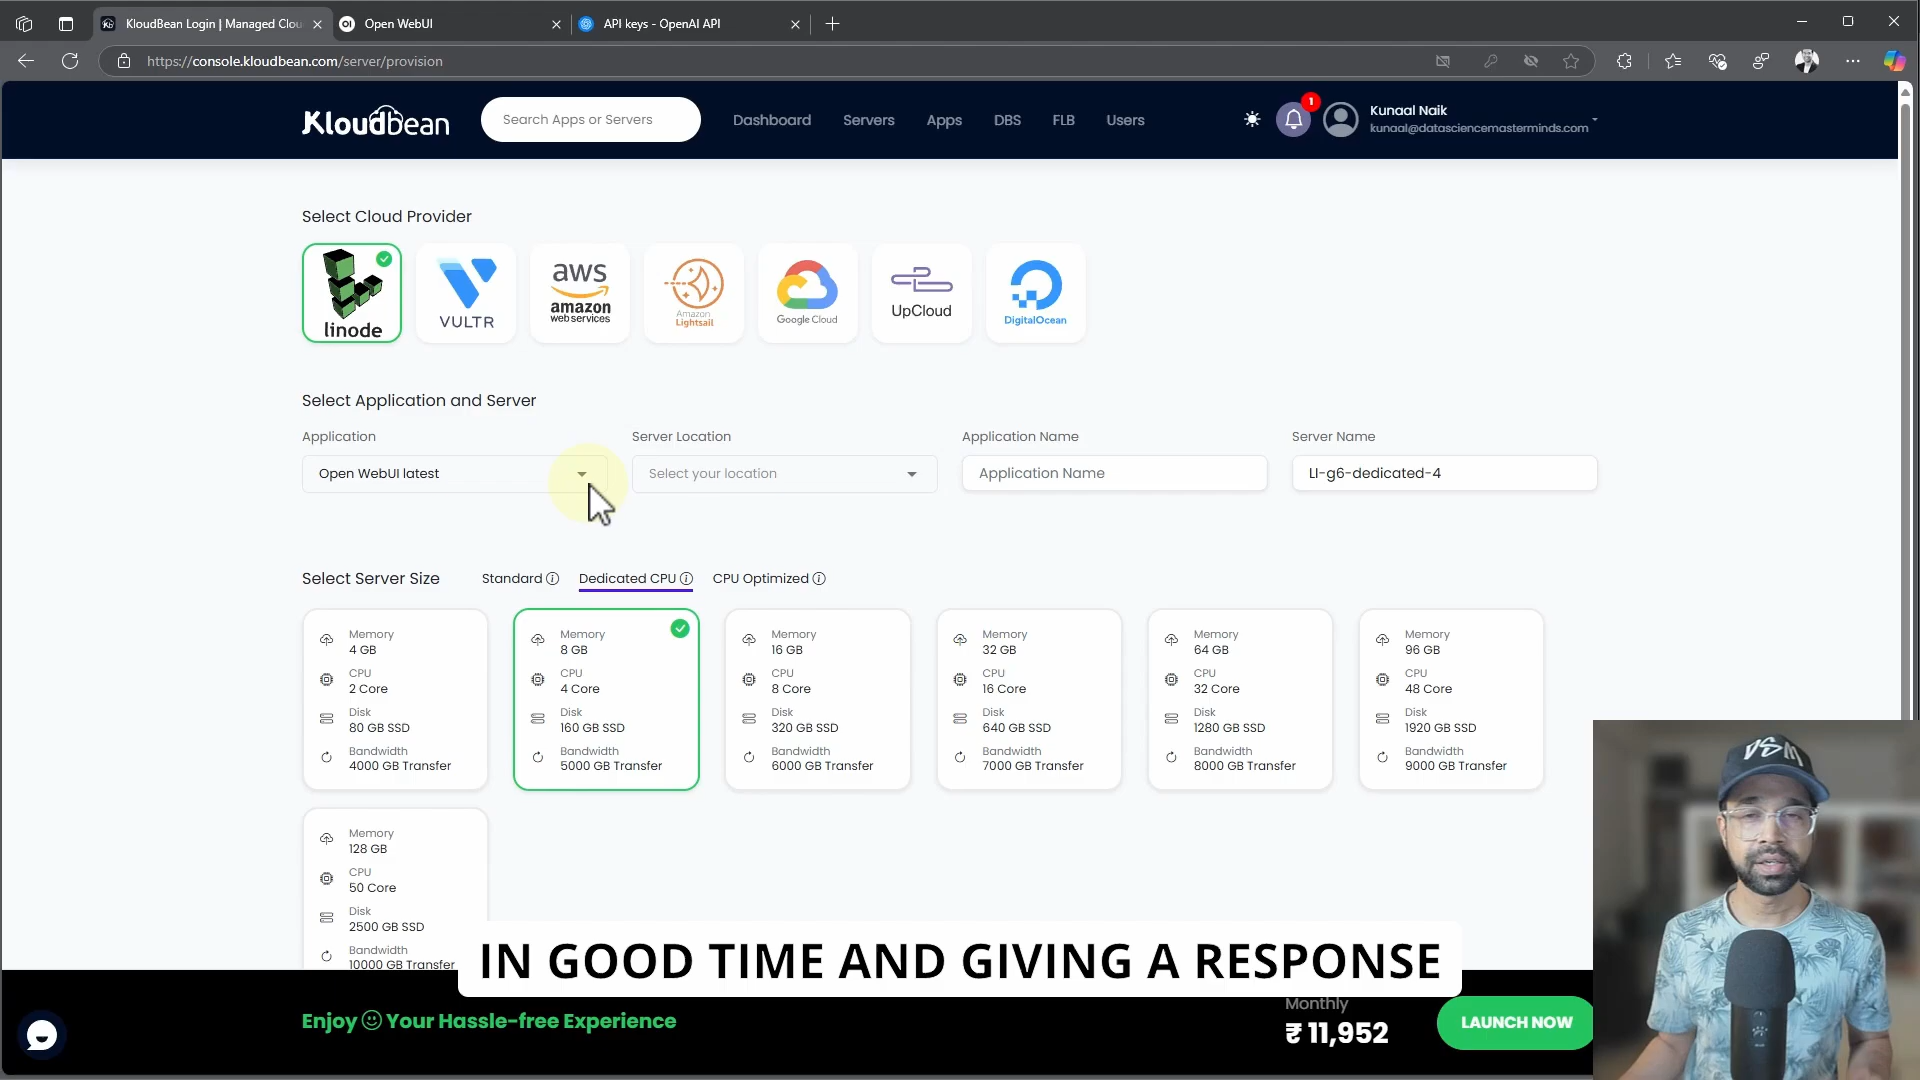 KloudBean Login | Managed Clou
Open WebUI
API keys - OpenAI API
https://console.kloudbean.com/server/provision
Kloudbean
Search Apps or Servers
Dashboard
Servers
Apps
DBS
FLB
Users
1
Kunaal Naik
kunaal@datasciencemasterminds.com
Select Cloud Provider
linode
VULTR
aws
amazon
web services
Amazon
Lightsail
Google Cloud
UpCloud
DigitalOcean
Select Application and Server
Application
Server Location
Application Name
Server Name
Open WebUI latest
Select your location
Application Name
LI-g6-dedicated-4
Select Server Size
Standard
Dedicated CPU
CPU Optimized
Memory
4 GB
CPU
2 Core
Disk
80 GB SSD
Bandwidth
4000 GB Transfer
Memory
8 GB
CPU
4 Core
Disk
160 GB SSD
Bandwidth
5000 GB Transfer
Memory
16 GB
CPU
8 Core
Disk
320 GB SSD
Bandwidth
6000 GB Transfer
Memory
32 GB
CPU
16 Core
Disk
640 GB SSD
Bandwidth
7000 GB Transfer
Memory
64 GB
CPU
32 Core
Disk
1280 GB SSD
Bandwidth
8000 GB Transfer
Memory
96 GB
CPU
48 Core
Disk
1920 GB SSD
Bandwidth
9000 GB Transfer
Memory
128 GB
CPU
50 Core
Disk
2500 GB SSD
Bandwidth
10000 GB Transfer
DSM
IN GOOD TIME AND GIVING A RESPONSE
Enjoy Your Hassle-free Experience
Monthly
₹ 11,952
LAUNCH NOW